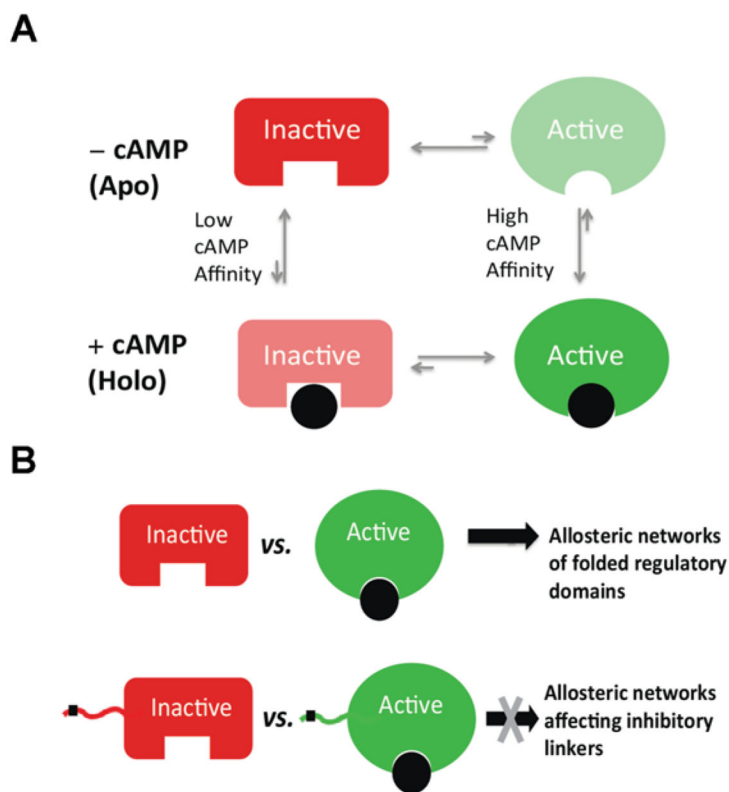 A
Inactive
Active
– cAMP
(Apo)
Low
cAMP
Affinity
High
cAMP
Affinity
+ cAMP
(Holo)
Inactive
Active
B
Inactive
vs.
Active
Allosteric networks
of folded regulatory
domains
Inactive
vs.
Active
Allosteric networks
affecting inhibitory
linkers